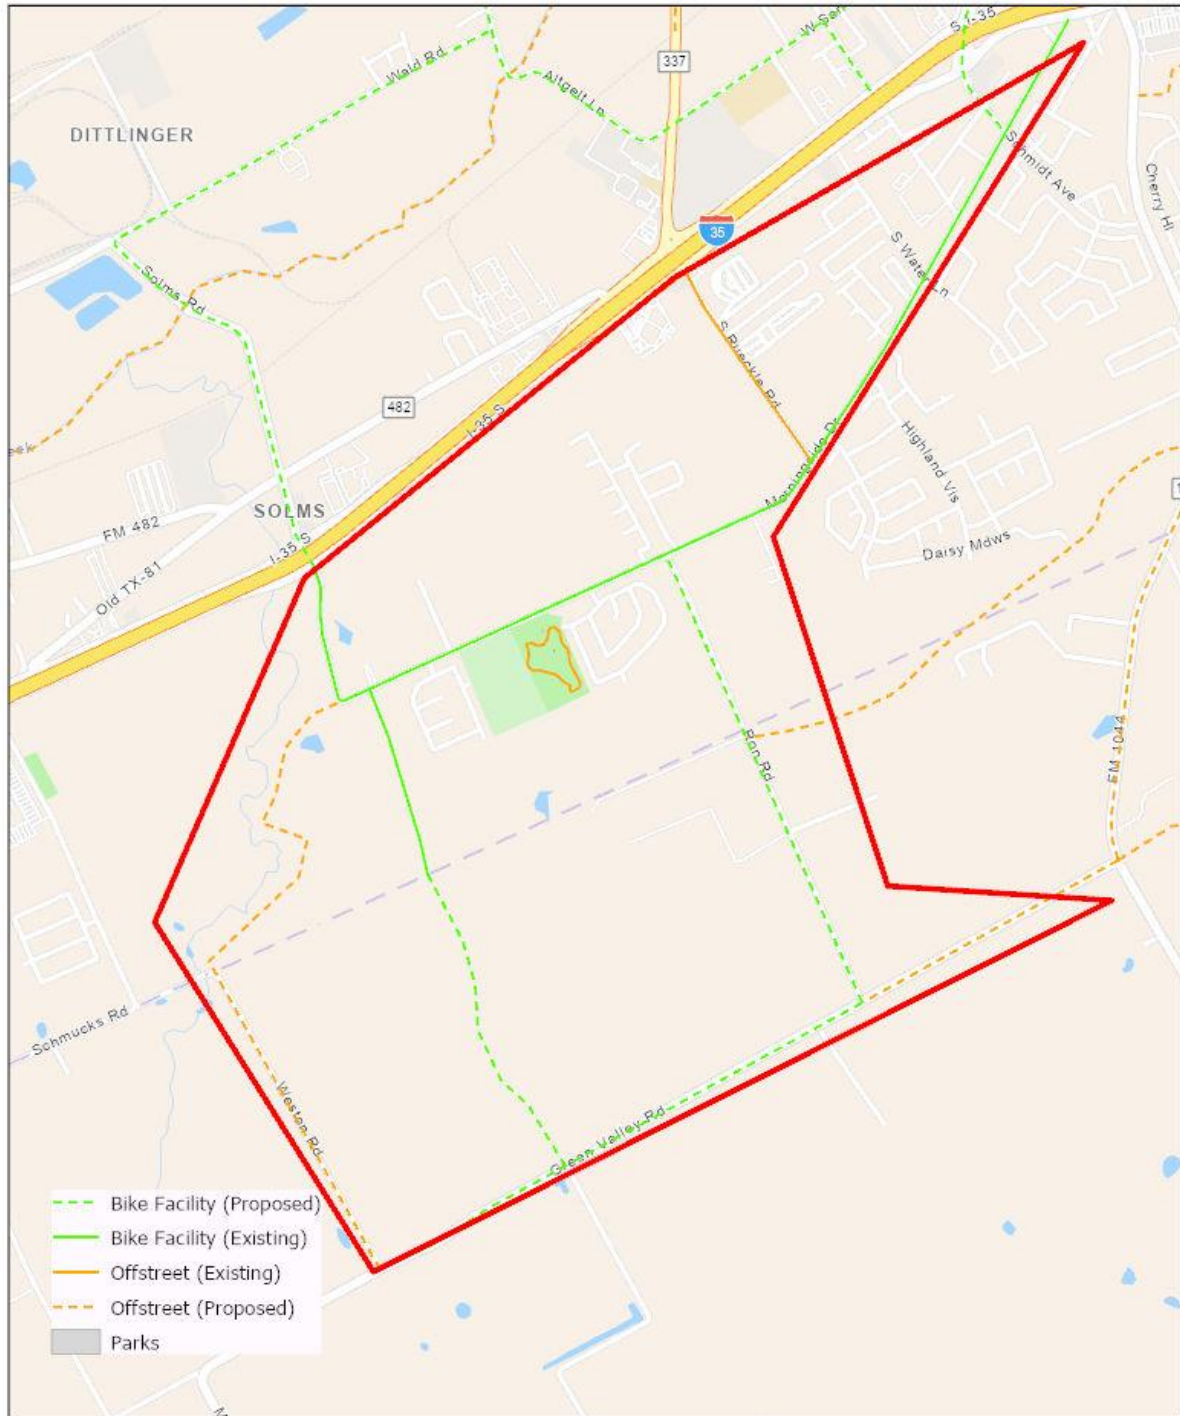 S I-35
Wald Rd
337
Altgelt Ln
DITTLINGER
Schmidt Ave
Cherry Hl
35
S Water Ln
Solms Rd
S Rueckle Rd
482
I-35 S
Highland Vis
Morningside Dr
SOLMS
FM 482
I-35 S
Daisy Mdws
Old TX-81
Ron Rd
FM 1044
Schmucks Rd
Weston Rd
Green Valley Rd
Bike Facility (Proposed)
Bike Facility (Existing)
Offstreet (Existing)
Offstreet (Proposed)
Parks